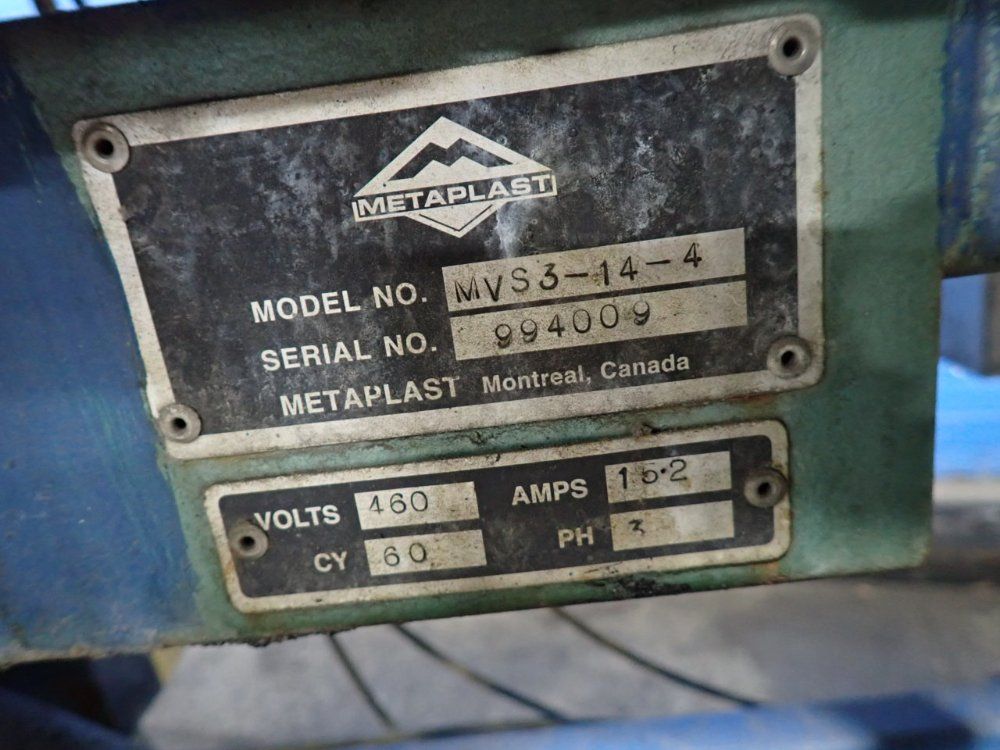 METAPLAST
MODEL NO. MVS3-14-4
SERIAL NO. 994009
METAPLAST Montreal, Canada
VOLTS 460 AMPS 15.2
CY 60 PH 3